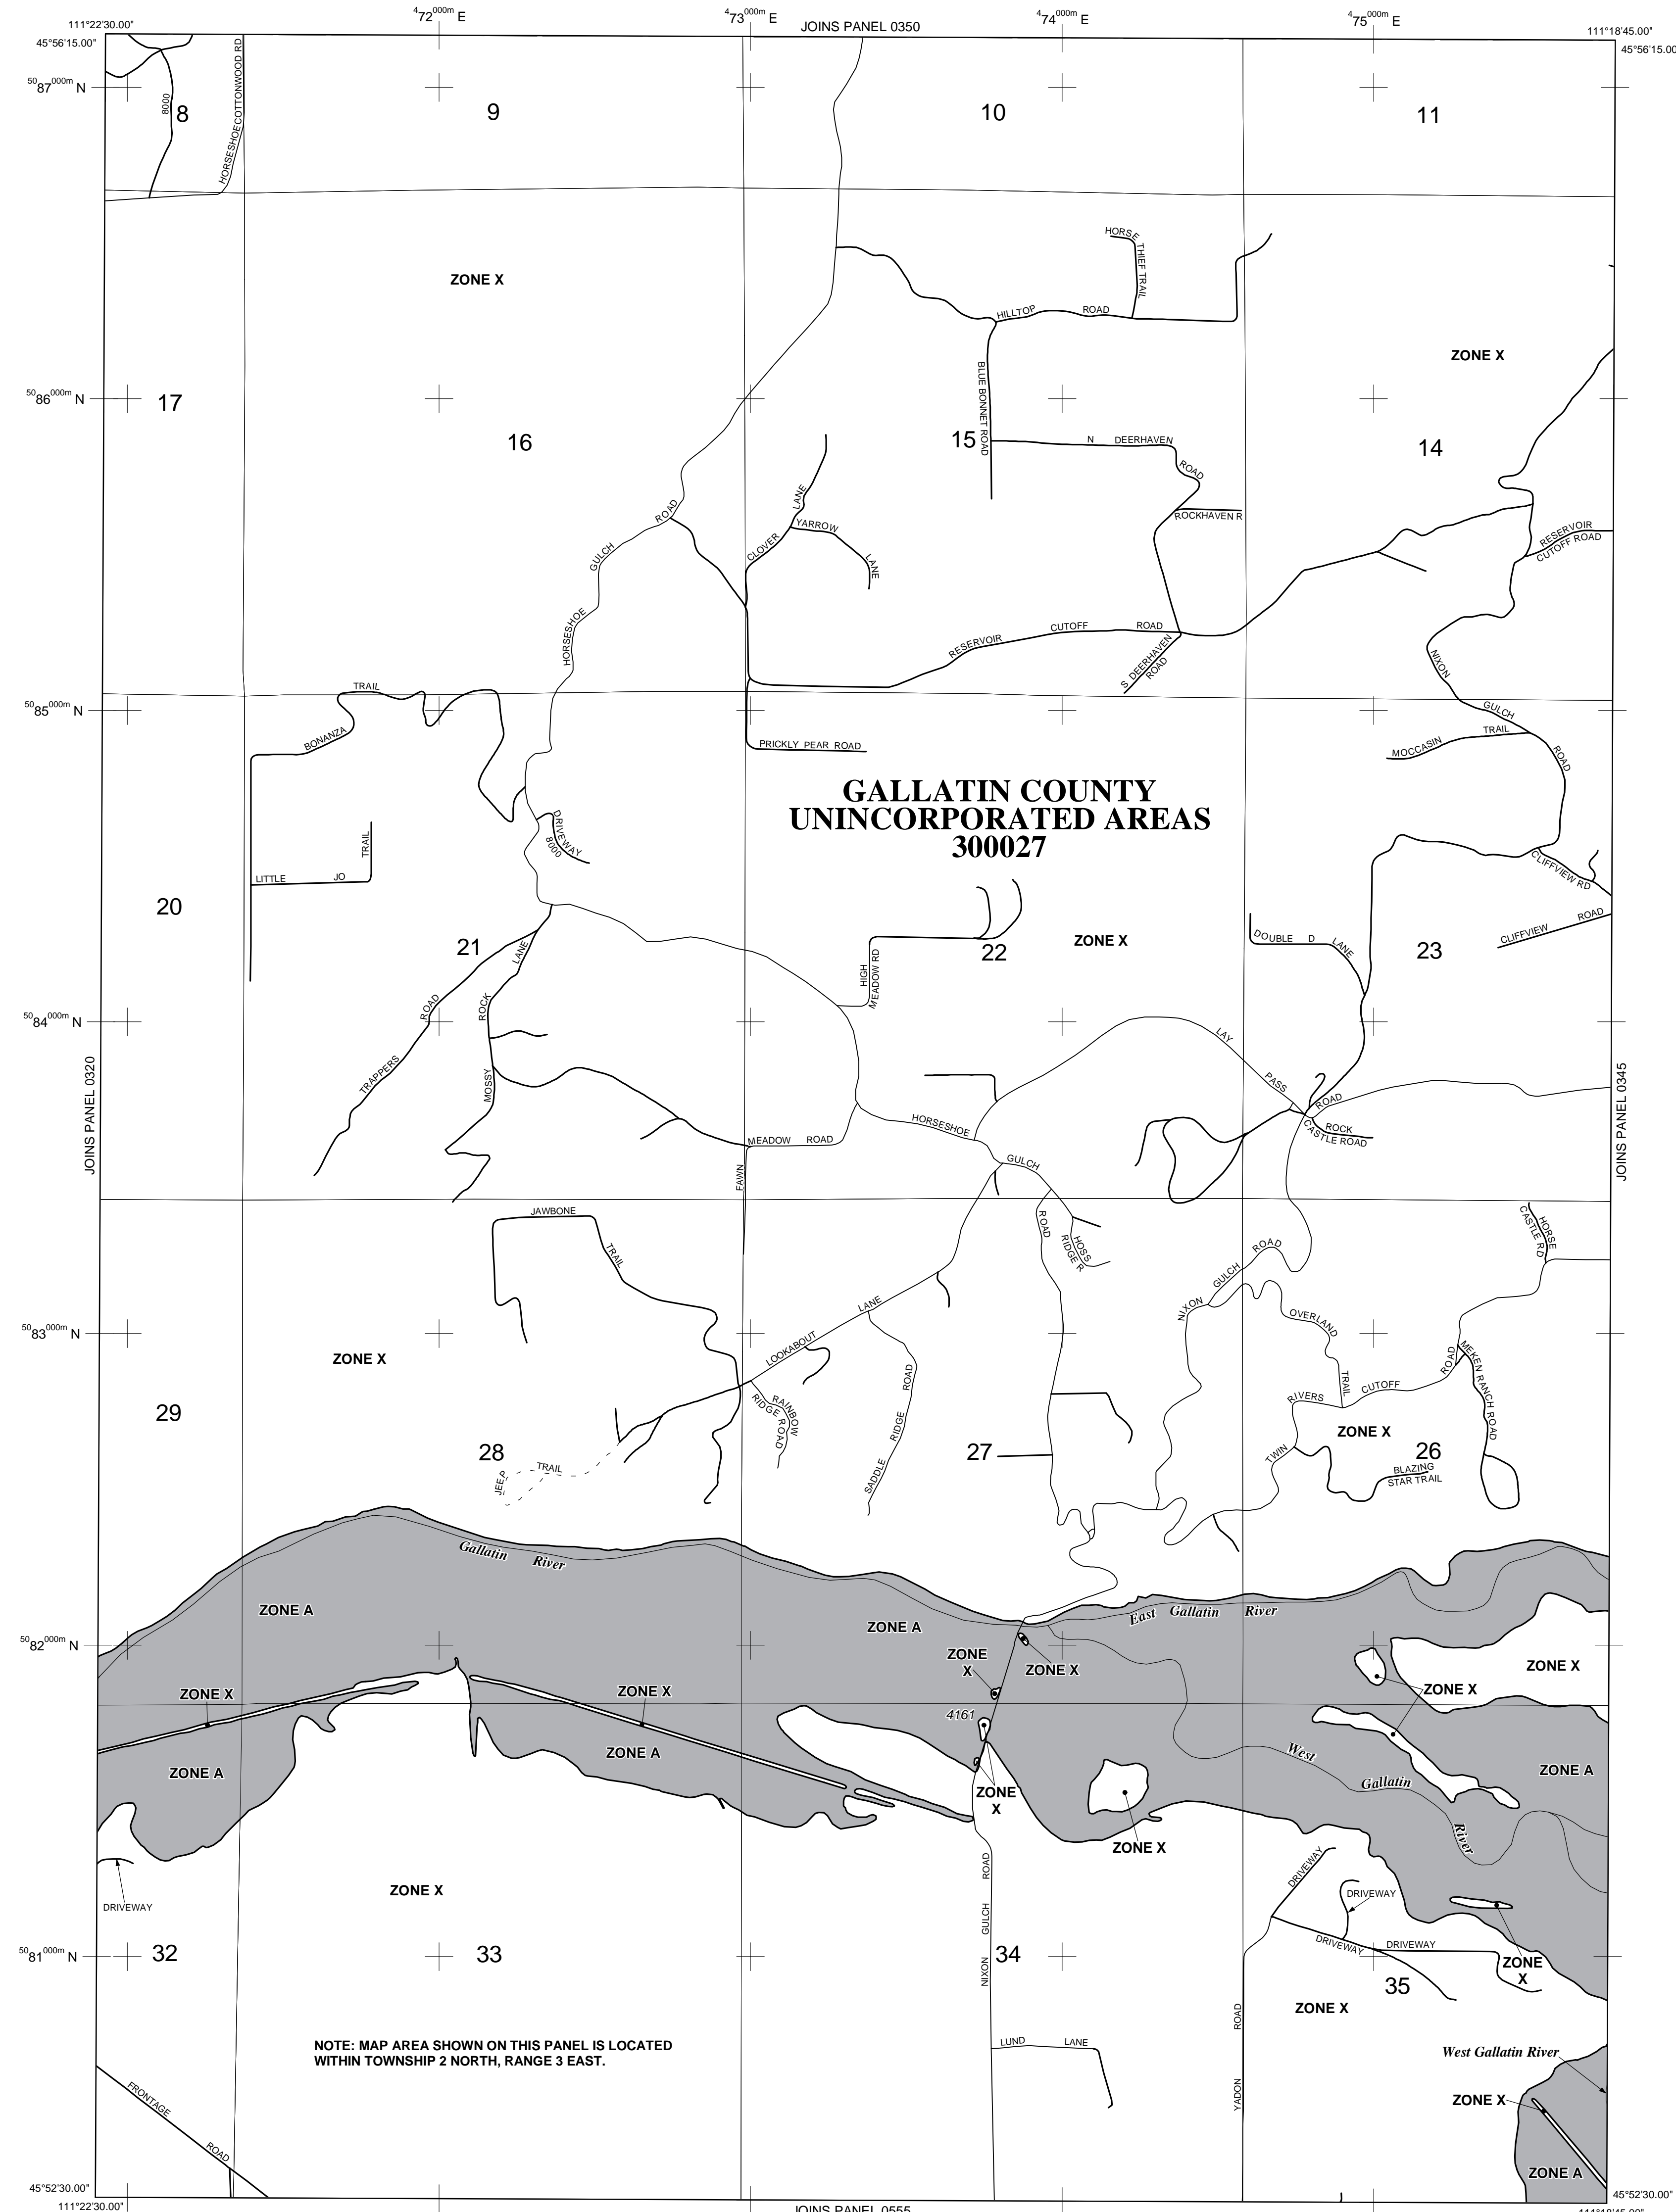 472000m E
473000m E
474000m E
475000m E
111°22'30.00"
JOINS PANEL 0350
111°18'45.00"
45°56'15.00"
45°56'15.00
5087000m N
8000
8
HORSESHOE COTTONWOOD RD
9
10
11
ZONE X
HORSE
THIEF TRAIL
HILLTOP ROAD
ZONE X
BLUE BONNET ROAD
5086000m N
17
16
15
N DEERHAVEN
ROAD
14
ROAD
LANE
YARROW
LANE
CLOVER
ROCKHAVEN R
RESERVOIR
CUTOFF ROAD
GULCH
HORSESHOE
RESERVOIR CUTOFF ROAD
S DEERHAVEN
ROAD
NIXON
TRAIL
5085000m N
BONANZA
PRICKLY PEAR ROAD
GULCH
MOCCASIN TRAIL
ROAD
GALLATIN COUNTY
UNINCORPORATED AREAS
300027
DRIVEWAY
8000
TRAIL
LITTLE JO
CLIFFVIEW RD
CLIFFVIEW ROAD
20
21
LANE
22
ZONE X
DOUBLE D LANE
23
HIGH
MEADOW RD
ROAD
ROCK
5084000m N
LAY
TRAPPERS
MOSSY
PASS
ROAD
JOINS PANEL 0320
JOINS PANEL 0345
HORSESHOE
ROCK
CASTLE ROAD
MEADOW ROAD
FAWN
GULCH
JAWBONE
TRAIL
ROAD
HOSS
RIDGE R
ROAD
GULCH
NIXON
HORSE
CASTLE RD
LANE
LOOKABOUT
OVERLAND
5083000m N
ZONE X
ROAD
RAINBOW
RIDGE ROAD
RIDGE
SADDLE
TRAIL
RIVERS
CUTOFF
ROAD
MEKEN RANCH ROAD
29
28
27
ZONE X
26
TWIN
BLAZING
STAR TRAIL
JEEP TRAIL
Gallatin River
ZONE A
ZONE A
East Gallatin River
5082000m N
ZONE
X
ZONE X
ZONE X
ZONE X
ZONE X
ZONE X
4161
ZONE A
ZONE A
West
Gallatin
River
ZONE A
ZONE
X
ZONE X
DRIVEWAY
ZONE X
ROAD
GULCH
NIXON
DRIVEWAY
DRIVEWAY
DRIVEWAY
DRIVEWAY
5081000m N
32
33
34
35
ZONE
X
ZONE X
NOTE: MAP AREA SHOWN ON THIS PANEL IS LOCATED
WITHIN TOWNSHIP 2 NORTH, RANGE 3 EAST.
LUND LANE
ROAD
YADON
West Gallatin River
FRONTAGE
ROAD
ZONE X
ZONE A
45°52'30.00"
45°52'30.00"
111°22'30.00"